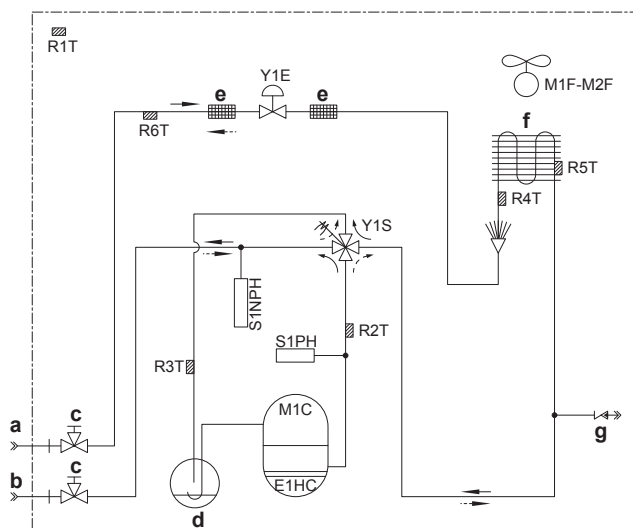 R1T
Y1E
M1F-M2F
e
e
f
R6T
R5T
R4T
Y1S
S1NPH
R2T
S1PH
R3T
a
c
M1C
g
b
c
E1HC
d